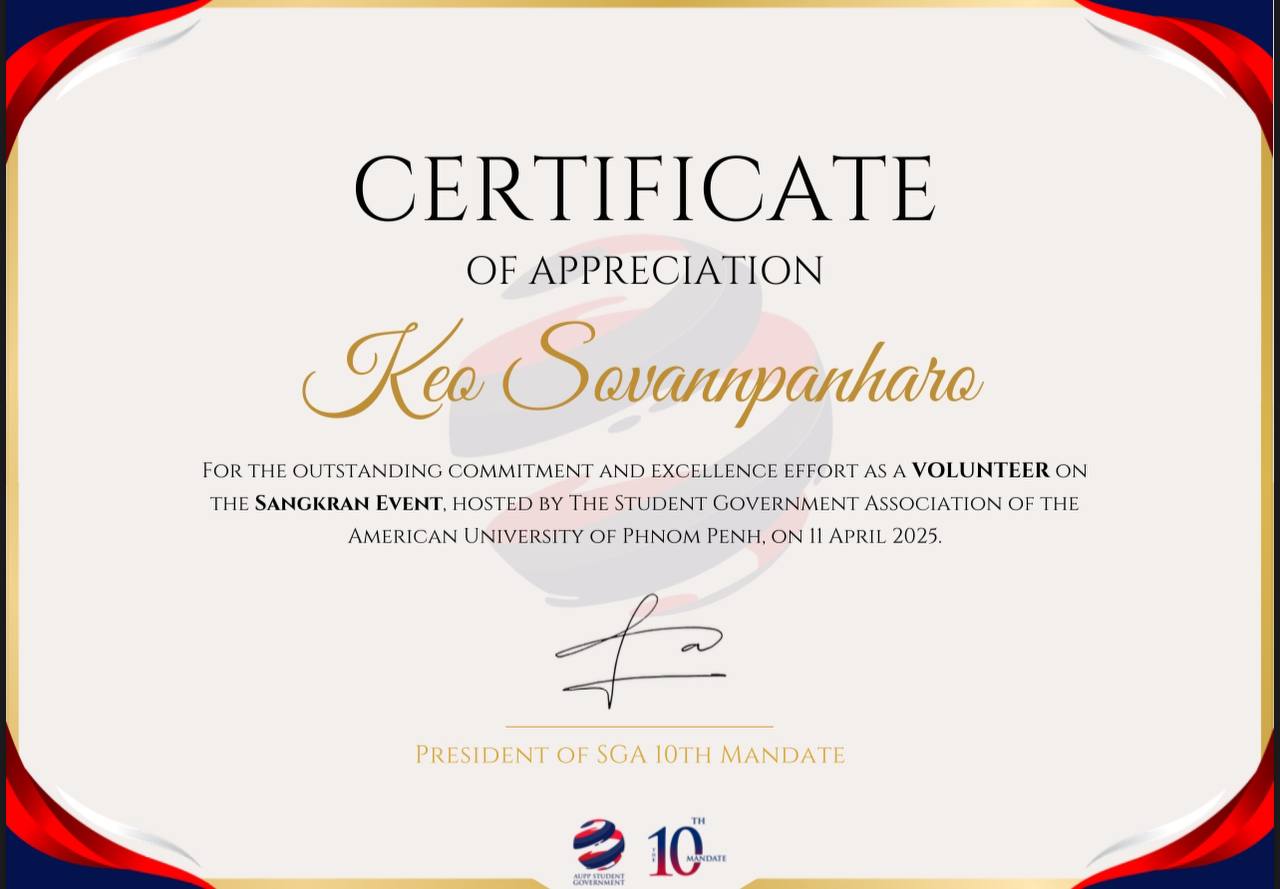 CERTIFICATE
OF APPRECIATION
Keo Sovannpanharo
For the outstanding commitment and excellence effort as a VOLUNTEER on
the Sangkran Event, hosted by The Student Government Association of the
American University of Phnom Penh, on 11 April 2025.
President of SGA 10th Mandate
AUPP STUDENT
GOVERNMENT
THE 10TH MANDATE